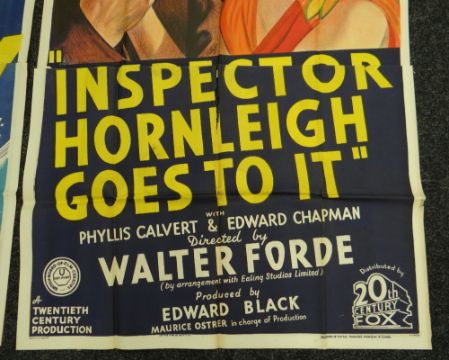 "INSPECTOR
HORNLEIGH
GOES TO IT"
WITH
PHYLLIS CALVERT & EDWARD CHAPMAN
Directed by
WALTER FORDE
(by arrangement with Ealing Studios Limited)
Produced by
EDWARD BLACK
MAURICE OSTRER in charge of Production
A
TWENTIETH
CENTURY
PRODUCTION
Distributed by
20th
CENTURY
FOX